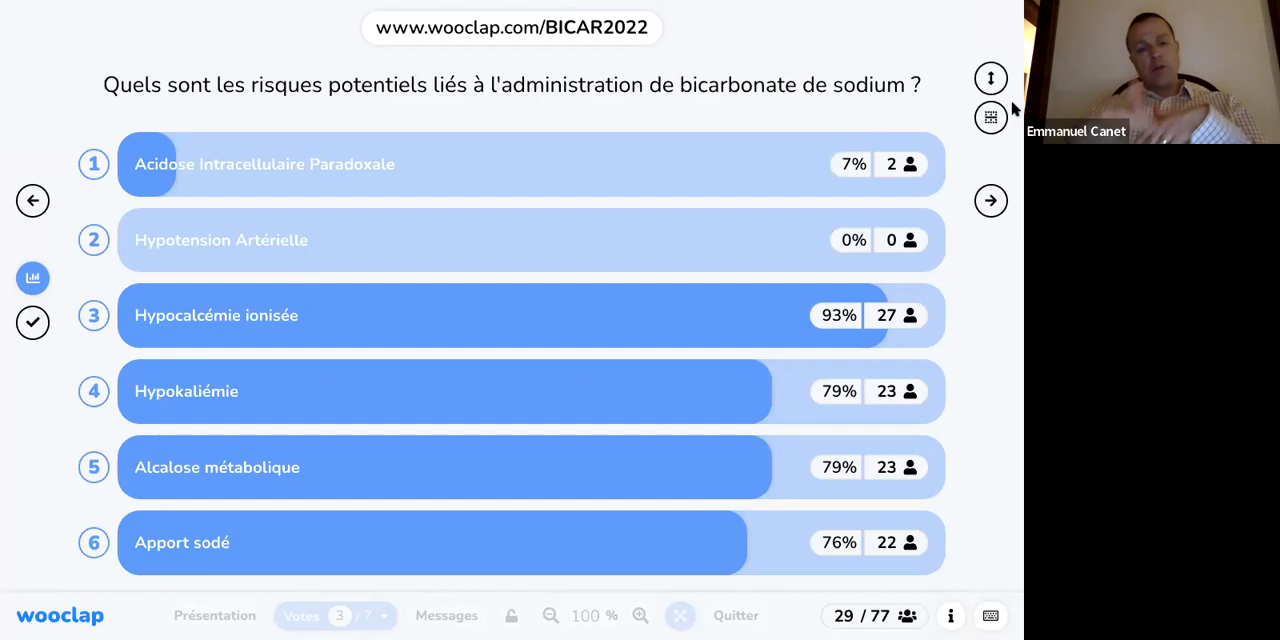 www.wooclap.com/BICAR2022
Quels sont les risques potentiels liés à l'administration de bicarbonate de sodium ?
Emmanuel Canet
1 Acidose Intracellulaire Paradoxale 7% 2
2 Hypotension Artérielle 0% 0
3 Hypocalcémie ionisée 93% 27
4 Hypokaliémie 79% 23
5 Alcalose métabolique 79% 23
6 Apport sodé 76% 22
wooclap Présentation Votes 3 / 7 Messages 100 % Quitter 29 / 77